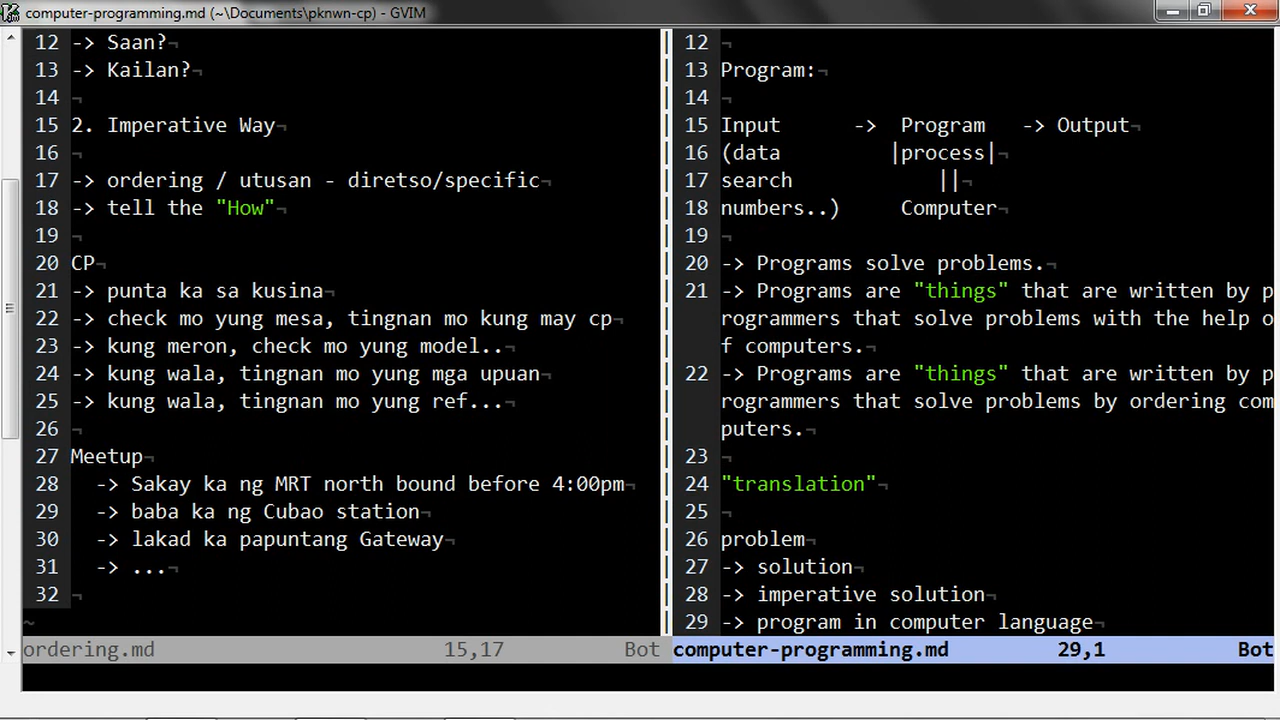 computer-programming.md (~\Documents\pknwn-cp) - GVIM
12 -> Saan?¬
13 -> Kailan?¬
14 ¬
15 2. Imperative Way¬
16 ¬
17 -> ordering / utusan - diretso/specific¬
18 -> tell the "How"¬
19 ¬
20 CP¬
21 -> punta ka sa kusina¬
22 -> check mo yung mesa, tingnan mo kung may cp¬
23 -> kung meron, check mo yung model..¬
24 -> kung wala, tingnan mo yung mga upuan¬
25 -> kung wala, tingnan mo yung ref...¬
26 ¬
27 Meetup¬
28   -> Sakay ka ng MRT north bound before 4:00pm¬
29   -> baba ka ng Cubao station¬
30   -> lakad ka papuntang Gateway¬
31   -> ...¬
32 ¬
~
ordering.md 15,17 Bot
12 ¬
13 Program:¬
14 ¬
15 Input      ->  Program   -> Output¬
16 (data         |process|¬
17 search            ||¬
18 numbers..)     Computer¬
19 ¬
20 -> Programs solve problems.¬
21 -> Programs are "things" that are written by p
rogrammers that solve problems with the help o
f computers.¬
22 -> Programs are "things" that are written by p
rogrammers that solve problems by ordering com
puters.¬
23 ¬
24 "translation"¬
25 ¬
26 problem¬
27 -> solution¬
28 -> imperative solution¬
29 -> program in computer language¬
computer-programming.md 29,1 Bot